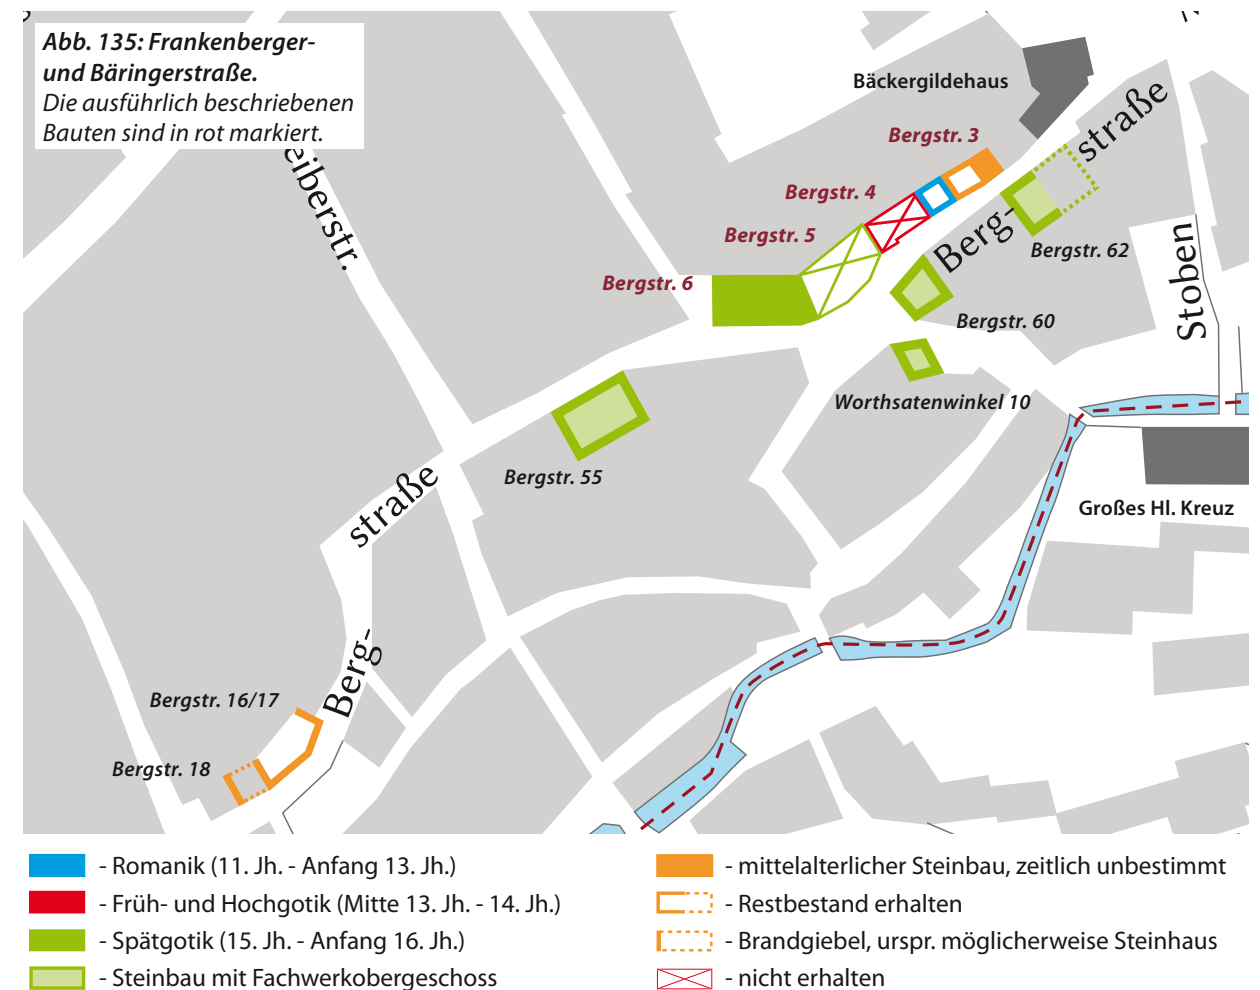 Abb. 135: Frankenberger-
und Bäringerstraße.
Die ausführlich beschriebenen
Bauten sind in rot markiert.
eiberstr.
Bäckergildehaus
straße
Bergstr. 3
Bergstr. 4
Bergstr. 5
Bergstr. 6
Berg-
Bergstr. 62
Stoben
Bergstr. 60
Worthsatenwinkel 10
Bergstr. 55
Großes Hl. Kreuz
straße
Berg-
Bergstr. 16/17
Bergstr. 18
- Romanik (11. Jh. - Anfang 13. Jh.)
- Früh- und Hochgotik (Mitte 13. Jh. - 14. Jh.)
- Spätgotik (15. Jh. - Anfang 16. Jh.)
- Steinbau mit Fachwerkobergeschoss
- mittelalterlicher Steinbau, zeitlich unbestimmt
- Restbestand erhalten
- Brandgiebel, urspr. möglicherweise Steinhaus
- nicht erhalten